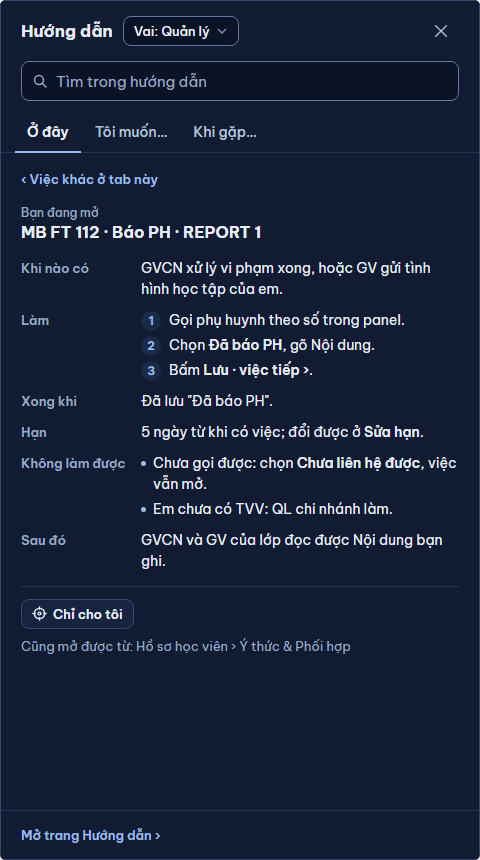 Hướng dẫn
Vai: Quản lý
Tìm trong hướng dẫn
Ở đây
Tôi muốn...
Khi gặp...
‹ Việc khác ở tab này
Bạn đang mở
MB FT 112 · Báo PH · REPORT 1
Khi nào có
GVCN xử lý vi phạm xong, hoặc GV gửi tình
hình học tập của em.
Làm
1 Gọi phụ huynh theo số trong panel.
2 Chọn Đã báo PH, gõ Nội dung.
3 Bấm Lưu · việc tiếp ›.
Xong khi
Đã lưu "Đã báo PH".
Hạn
5 ngày từ khi có việc; đổi được ở Sửa hạn.
Không làm được
• Chưa gọi được: chọn Chưa liên hệ được, việc
vẫn mở.
• Em chưa có TVV: QL chi nhánh làm.
Sau đó
GVCN và GV của lớp đọc được Nội dung bạn
ghi.
Chỉ cho tôi
Cũng mở được từ: Hồ sơ học viên › Ý thức & Phối hợp
Mở trang Hướng dẫn ›